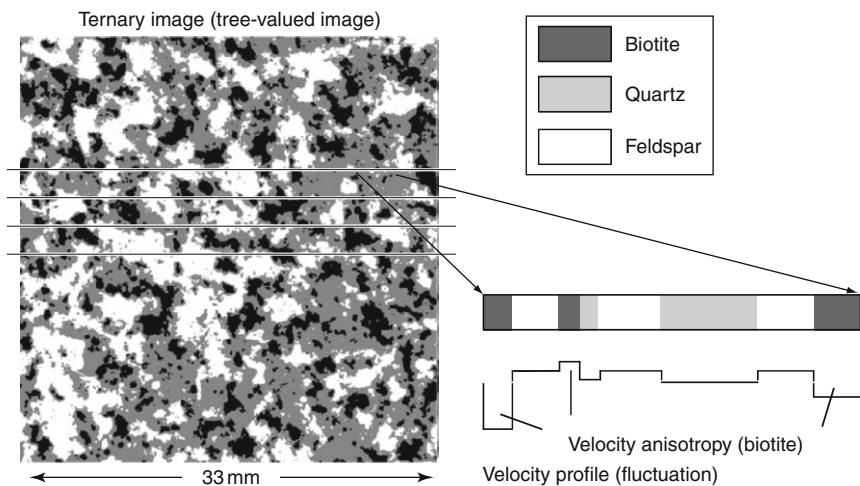 Ternary image (tree-valued image)
Biotite
Quartz
Feldspar
Velocity anisotropy (biotite)
Velocity profile (fluctuation)
33 mm